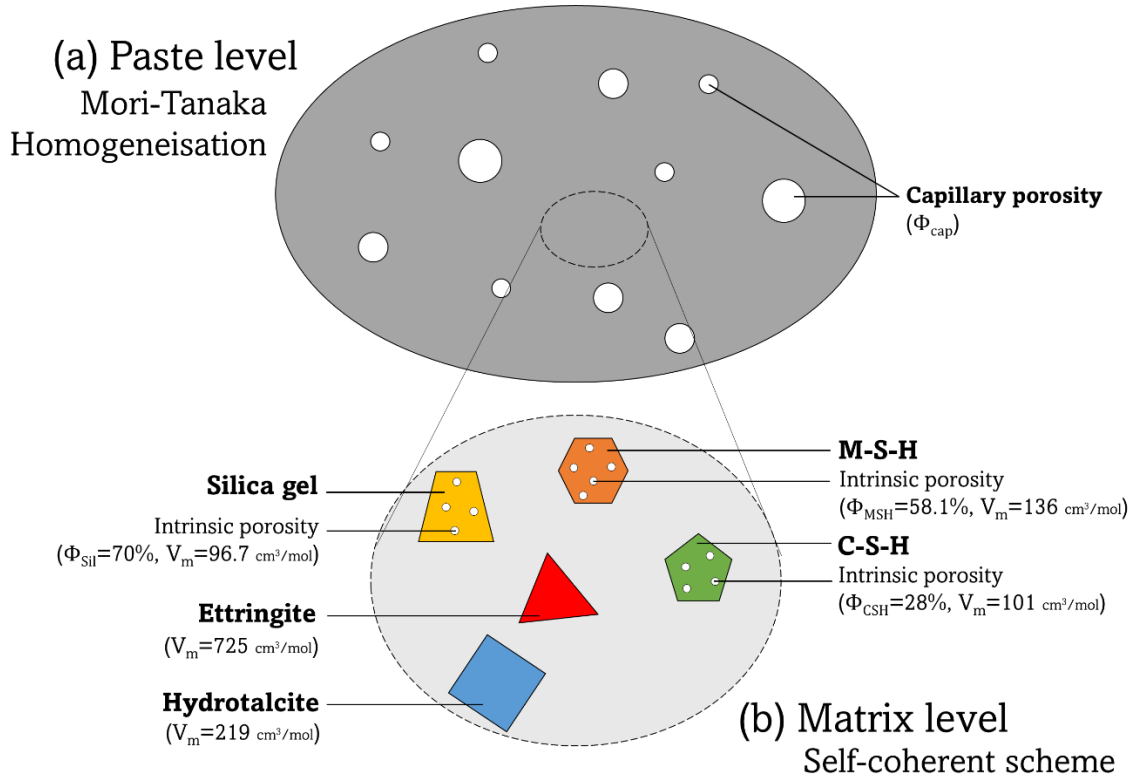 (a) Paste level
Mori-Tanaka
Homogeneisation
Capillary porosity
(Φcap)
Silica gel
Intrinsic porosity
(ΦSil=70%, Vm=96.7 cm³/mol)
Ettringite
(Vm=725 cm³/mol)
Hydrotalcite
(Vm=219 cm³/mol)
M-S-H
Intrinsic porosity
(ΦMSH=58.1%, Vm=136 cm³/mol)
C-S-H
Intrinsic porosity
(ΦCSH=28%, Vm=101 cm³/mol)
(b) Matrix level
Self-coherent scheme